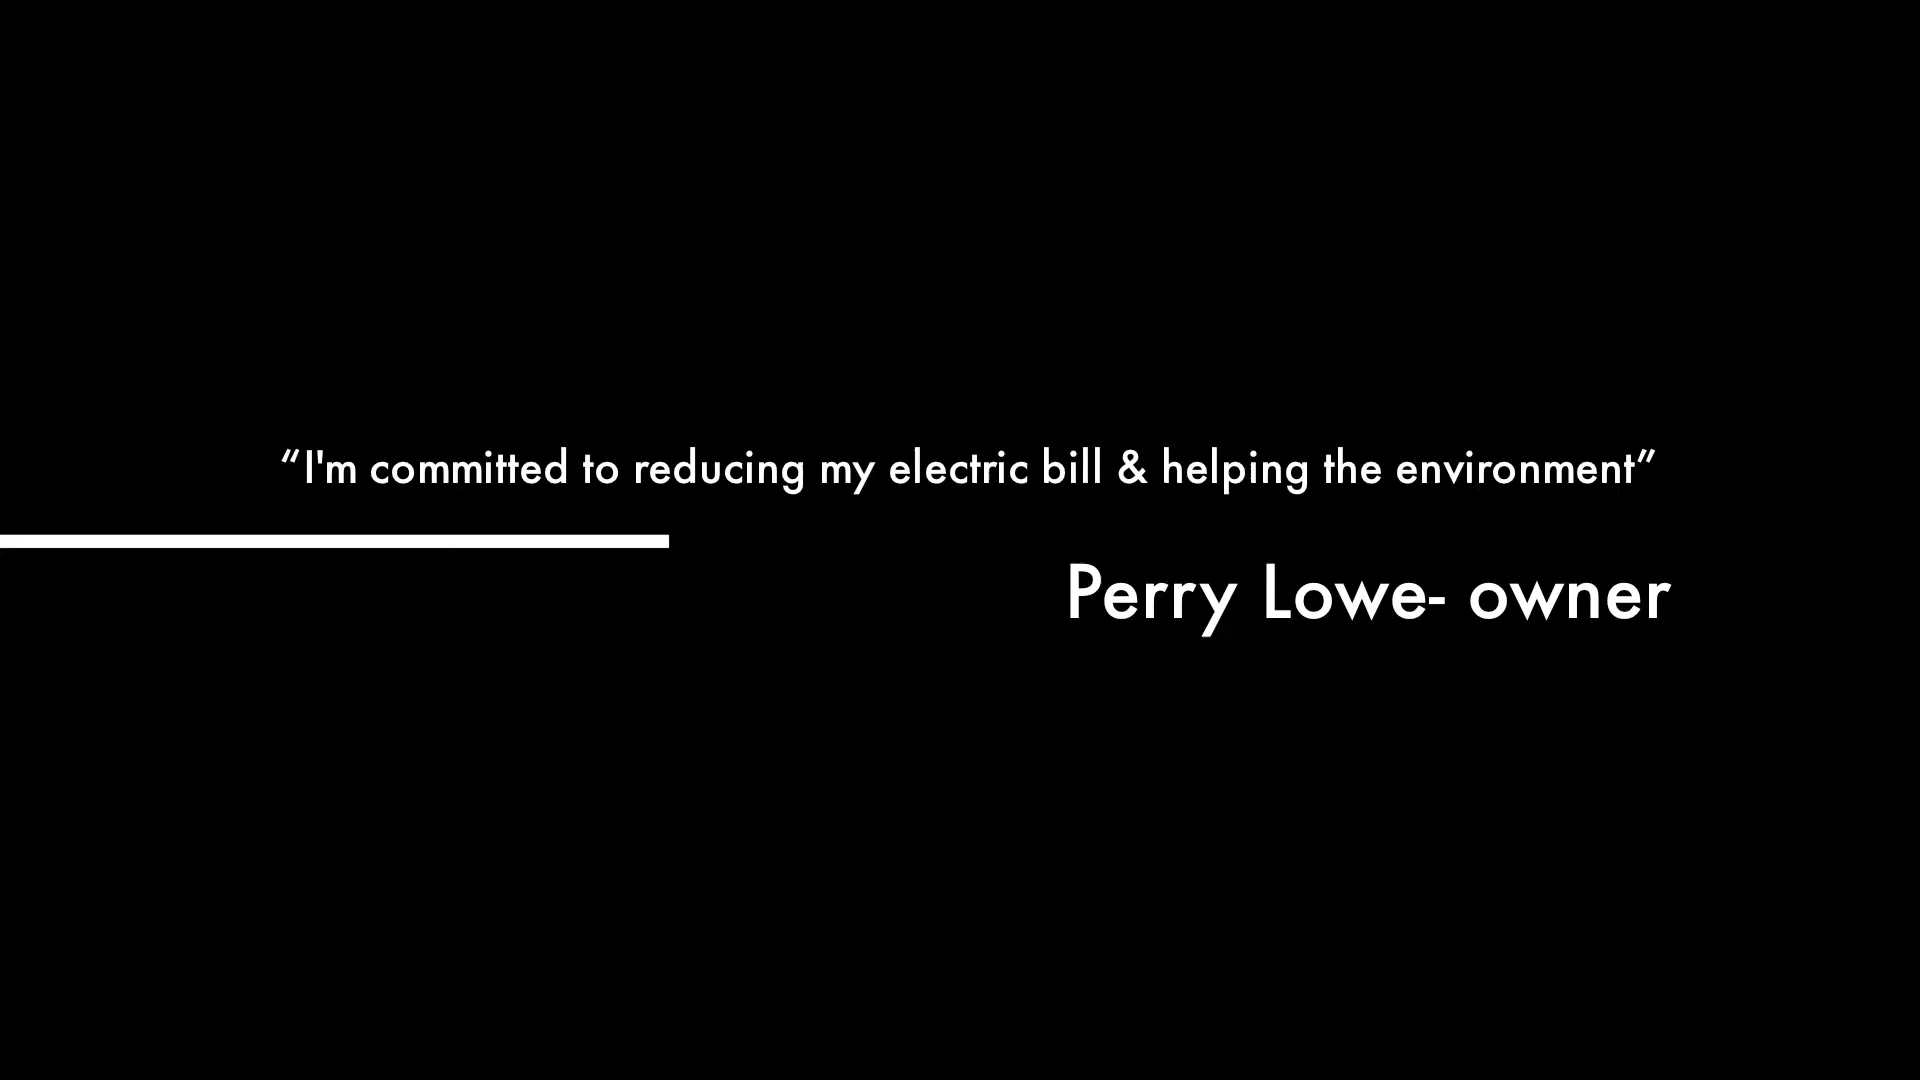 “I'm committed to reducing my electric bill & helping the environment”
Perry Lowe- owner